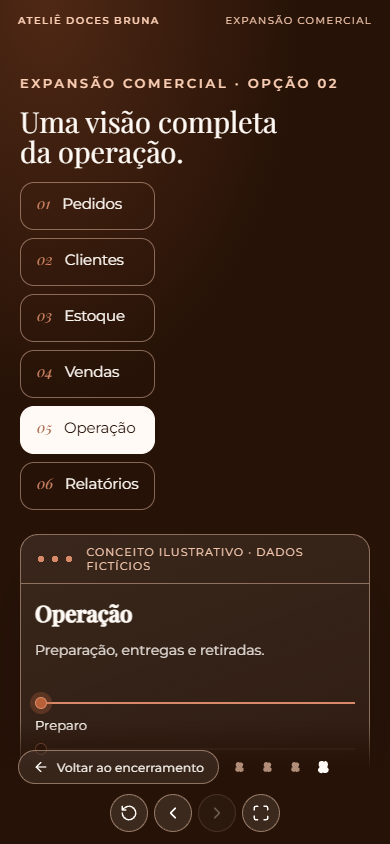 ATELIÊ DOCES BRUNA
EXPANSÃO COMERCIAL
EXPANSÃO COMERCIAL · OPÇÃO 02
Uma visão completa
da operação.
01 Pedidos
02 Clientes
03 Estoque
04 Vendas
05 Operação
06 Relatórios
CONCEITO ILUSTRATIVO · DADOS
FICTÍCIOS
Operação
Preparação, entregas e retiradas.
Preparo
Voltar ao encerramento